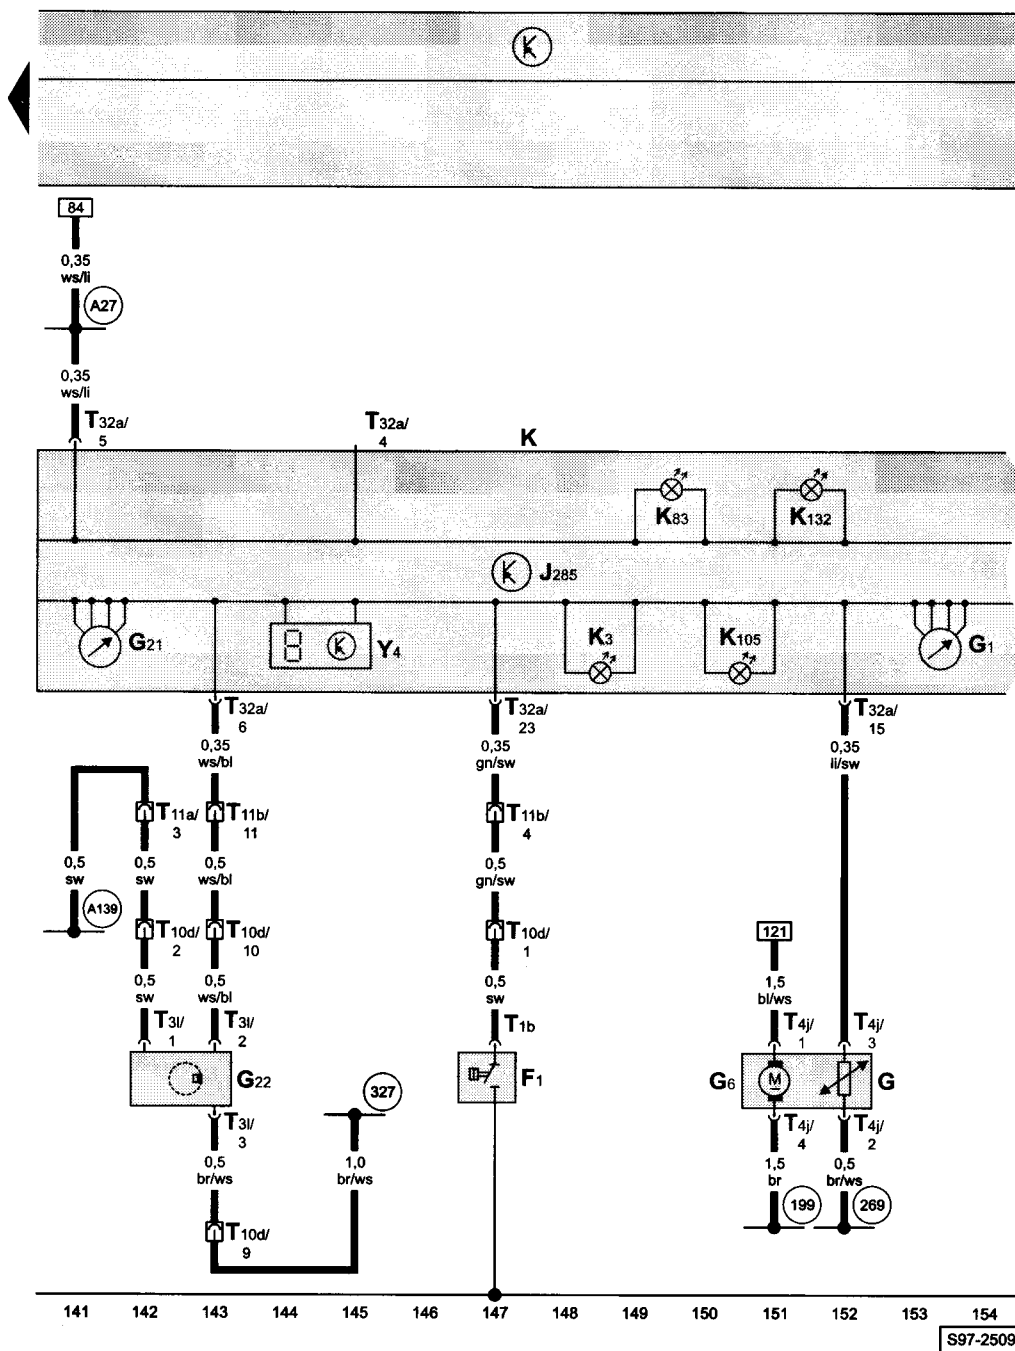 84
0,35
ws/li
A27
0,35
ws/li
T32a/
5
T32a/
4
K
K83
K132
J285
G21
Y4
K3
K105
G1
T32a/
6
T32a/
23
T32a/
15
0,35
ws/bl
0,35
gn/sw
0,35
li/sw
T11a/
3
T11b/
11
T11b/
4
0,5
sw
0,5
sw
0,5
ws/bl
0,5
gn/sw
A139
T10d/
2
T10d/
10
T10d/
1
121
0,5
sw
0,5
ws/bl
0,5
sw
1,5
bl/ws
T3l/
1
T3l/
2
T1b
T4j/
1
T4j/
3
G22
F1
G6
M
G
327
T3l/
3
T4j/
4
T4j/
2
0,5
br/ws
1,0
br/ws
1,5
br
0,5
br/ws
199
269
T10d/
9
141 142 143 144 145 146 147 148 149 150 151 152 153 154
S97-2509